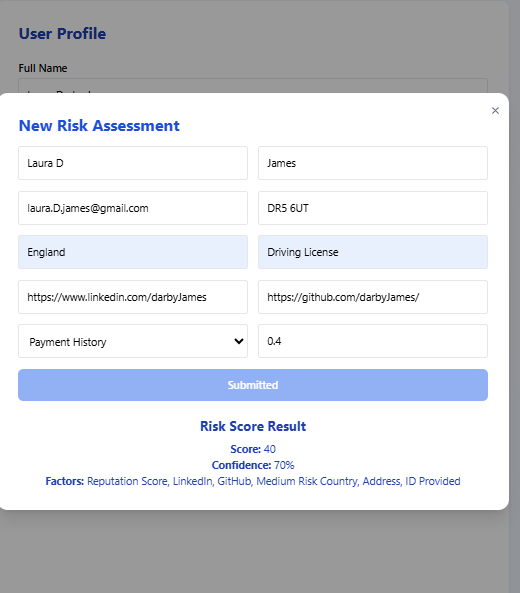 User Profile
Full Name
×
New Risk Assessment
Laura D
James
laura.D.james@gmail.com
DR5 6UT
England
Driving License
https://www.linkedin.com/darbyJames
https://github.com/darbyJames/
Payment History
0.4
Submitted
Risk Score Result
Score: 40
Confidence: 70%
Factors: Reputation Score, LinkedIn, GitHub, Medium Risk Country, Address, ID Provided